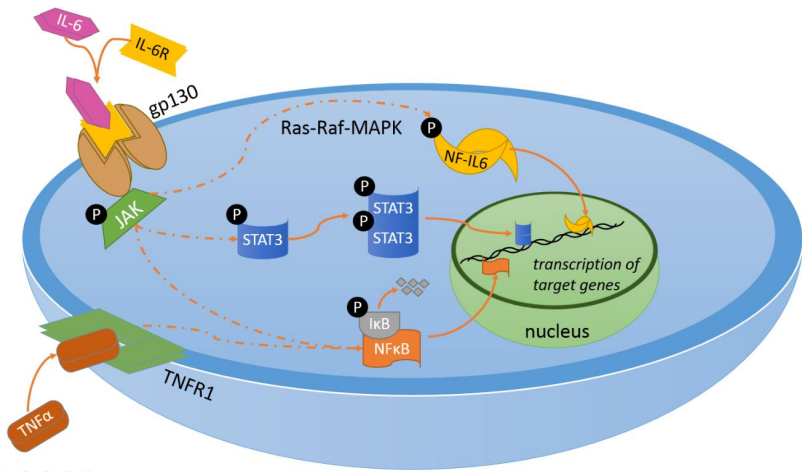 IL-6
IL-6R
gp130
Ras-Raf-MAPK
P
NF-IL6
P
JAK
P
STAT3
P
STAT3
P
STAT3
transcription of
target genes
nucleus
P
IκB
NFκB
TNFR1
TNFα